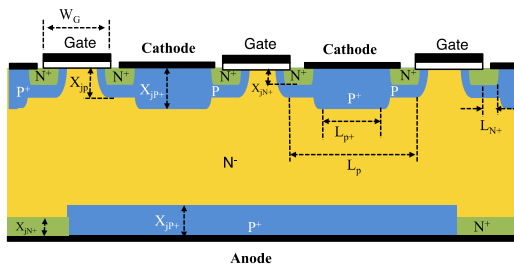 W_G
Gate Cathode Gate Cathode Gate
N⁺ X_jp N⁺ N⁺ X_jN+ N⁺ N⁺ N⁺
P⁺ X_jP+ P P⁺ P
L_p+ L_N+
L_p
N⁻
X_jN+ X_jP+ P⁺ N⁺
Anode